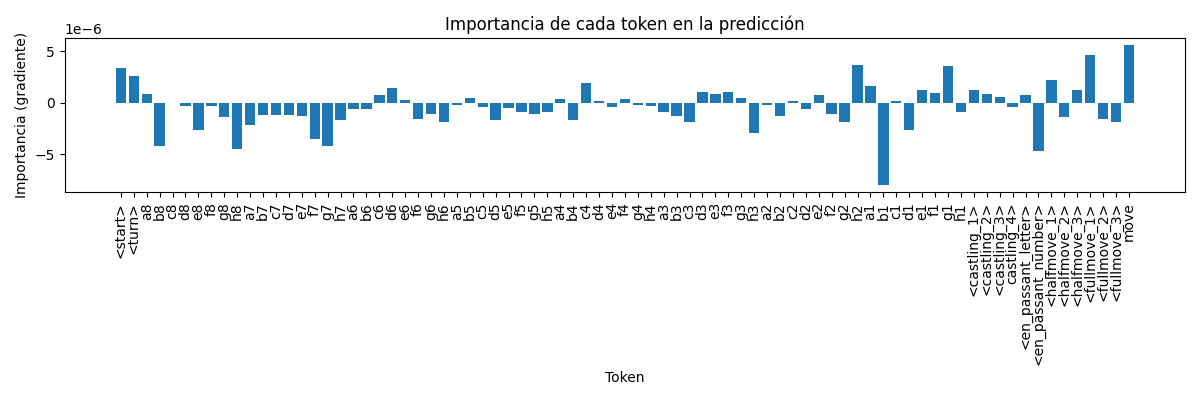 Importancia de cada token en la predicción
1e−6
Importancia (gradiente)
5
0
−5
<start>
<turn>
a8
b8
c8
d8
e8
f8
g8
h8
a7
b7
c7
d7
e7
f7
g7
h7
a6
b6
c6
d6
e6
f6
g6
h6
a5
b5
c5
d5
e5
f5
g5
h5
a4
b4
c4
d4
e4
f4
g4
h4
a3
b3
c3
d3
e3
f3
g3
h3
a2
b2
c2
d2
e2
f2
g2
h2
a1
b1
c1
d1
e1
f1
g1
h1
<castling_1>
<castling_2>
<castling_3>
castling_4>
<en_passant_letter>
<en_passant_number>
<halfmove_1>
<halfmove_2>
<halfmove_3>
<fullmove_1>
<fullmove_2>
<fullmove_3>
move
Token